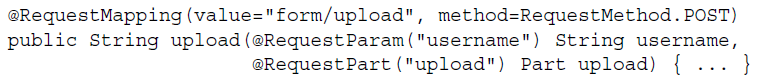 @RequestMapping(value="form/upload", method=RequestMethod.POST)
public String upload(@RequestParam("username") String username,
@RequestPart("upload") Part upload) { ... }